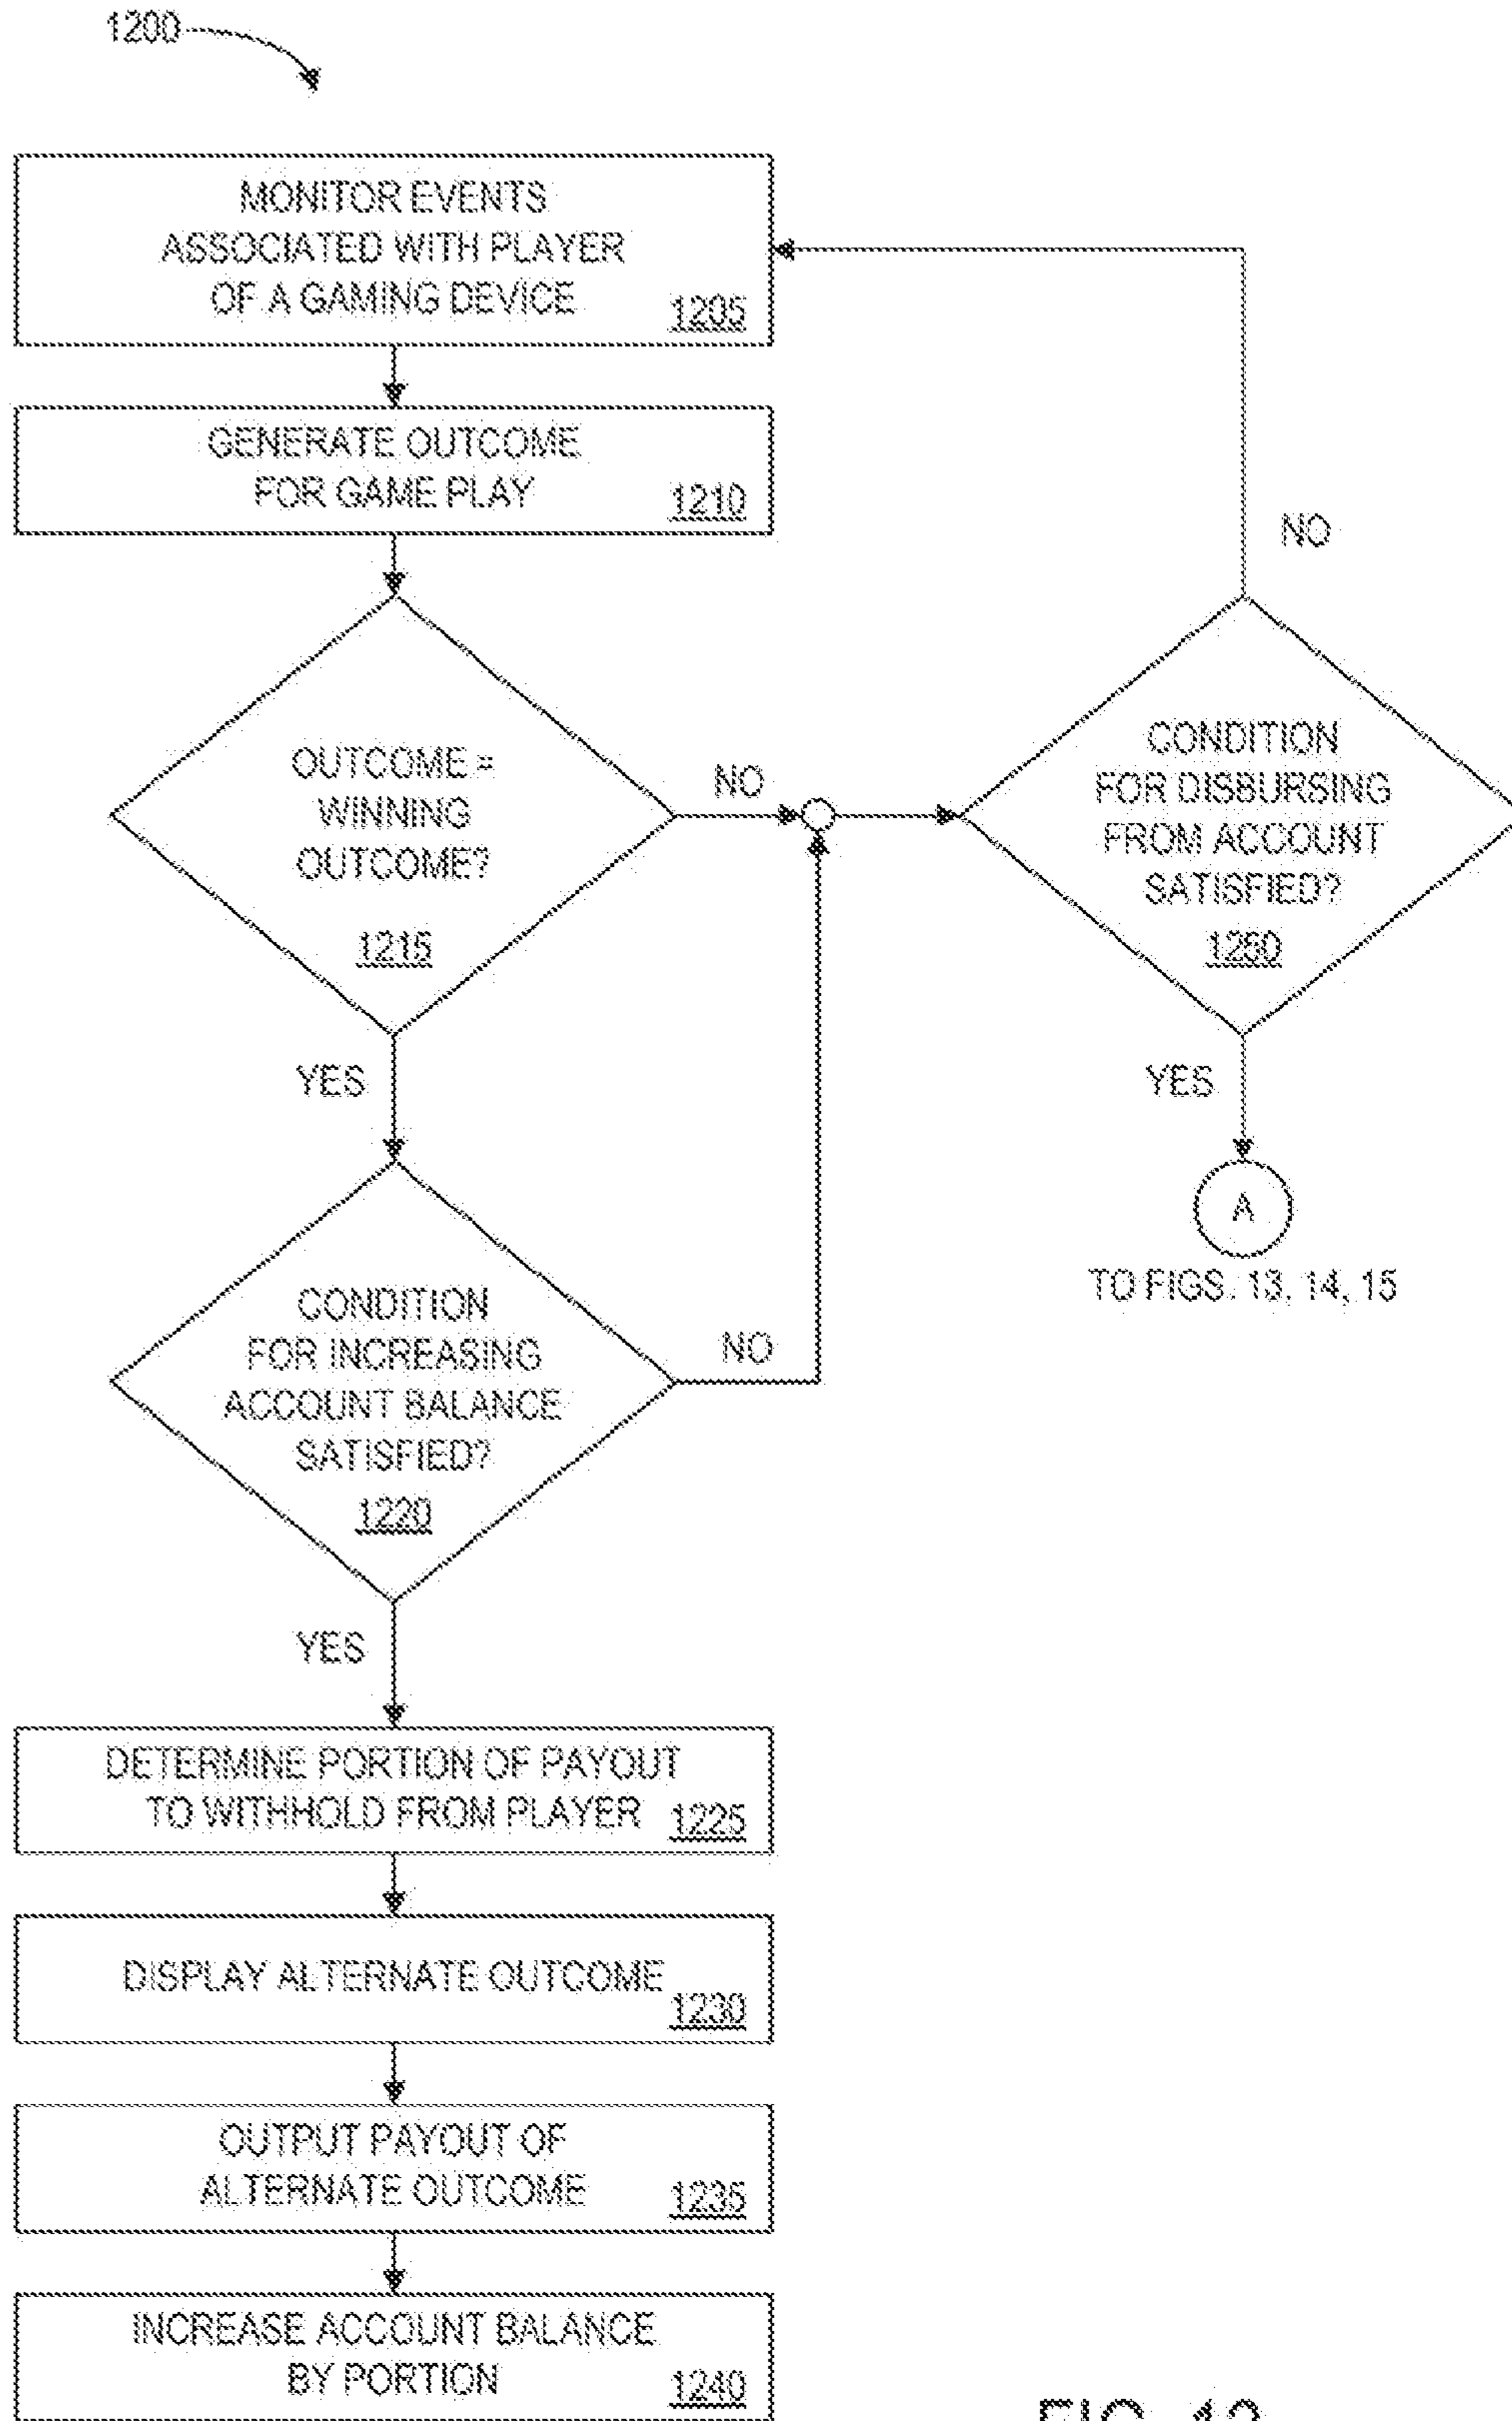 1200
MONITOR EVENTS
ASSOCIATED WITH PLAYER
OF A GAMING DEVICE
1205
GENERATE OUTCOME
FOR GAME PLAY
1210
OUTCOME =
WINNING
OUTCOME?
1215
NO
YES
CONDITION
FOR INCREASING
ACCOUNT BALANCE
SATISFIED?
1220
NO
YES
DETERMINE PORTION OF PAYOUT
TO WITHHOLD FROM PLAYER
1225
DISPLAY ALTERNATE OUTCOME
1230
OUTPUT PAYOUT OF
ALTERNATE OUTCOME
1235
INCREASE ACCOUNT BALANCE
BY PORTION
1240
NO
CONDITION
FOR DISBURSING
FROM ACCOUNT
SATISFIED?
1250
YES
A
TO FIGS. 13, 14, 15
FIG. 12